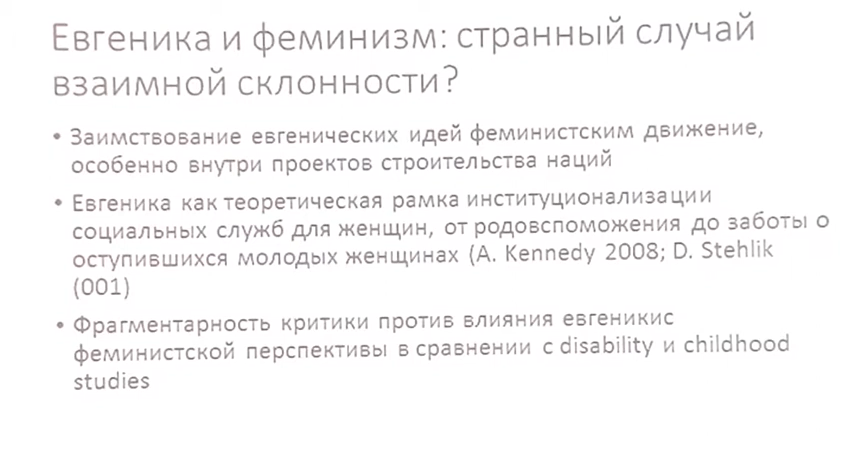 Евгеника и феминизм: странный случай
взаимной склонности?
• Заимствование евгенических идей феминистским движение,
особенно внутри проектов строительства наций
• Евгеника как теоретическая рамка институционализации
социальных служб для женщин, от родовспоможения до заботы о
оступившихся молодых женщинах (A. Kennedy 2008; D. Stehlik
(001)
• Фрагментарность критики против влияния евгеникис
феминистской перспективы в сравнении с disability и childhood
studies